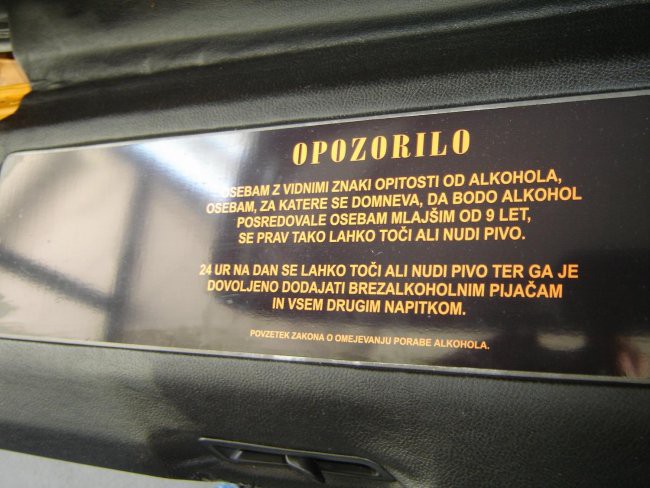 OPOZORILO
OSEBAM Z VIDNIMI ZNAKI OPITOSTI OD ALKOHOLA,
OSEBAM, ZA KATERE SE DOMNEVA, DA BODO ALKOHOL
POSREDOVALE OSEBAM MLAJŠIM OD 9 LET,
SE PRAV TAKO LAHKO TOČI ALI NUDI PIVO.
24 UR NA DAN SE LAHKO TOČI ALI NUDI PIVO TER GA JE
DOVOLJENO DODAJATI BREZALKOHOLNIM PIJAČAM
IN VSEM DRUGIM NAPITKOM.
POVZETEK ZAKONA O OMEJEVANJU PORABE ALKOHOLA.